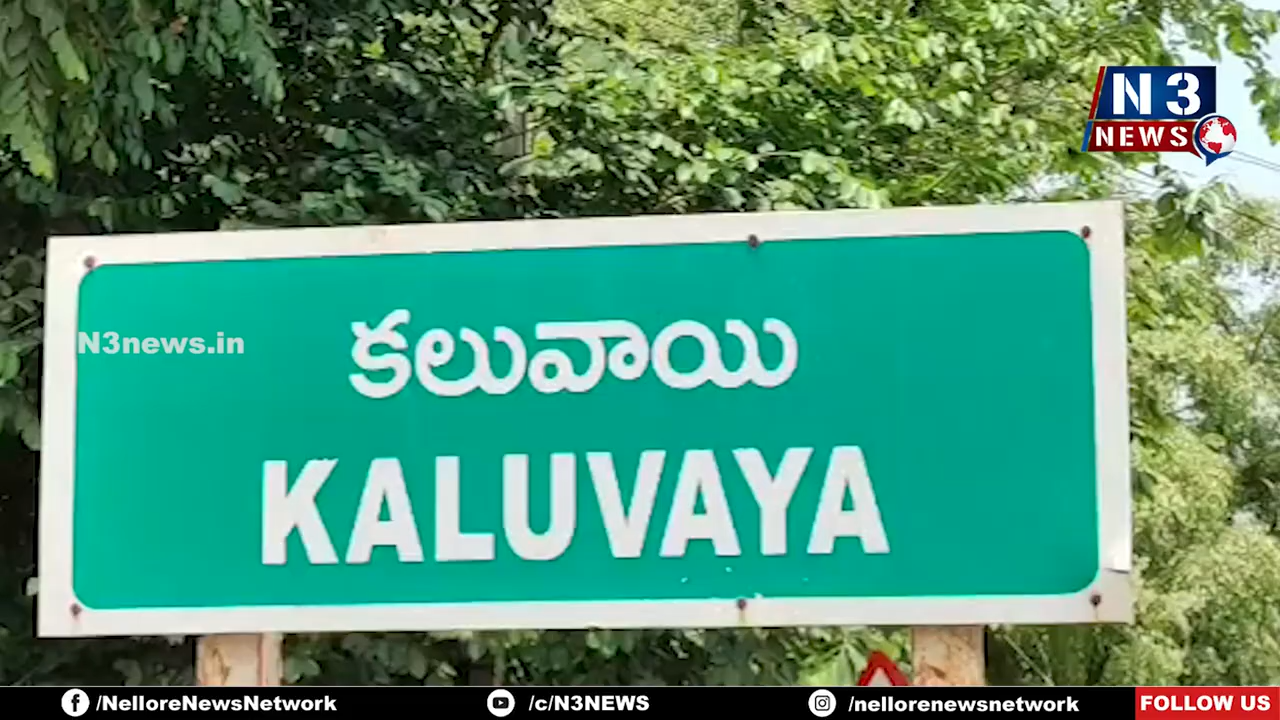 N3
NEWS
N3news.in
కలువాయి
KALUVAYA
/NelloreNewsNetwork
/c/N3NEWS
/nellorenewsnetwork
FOLLOW US